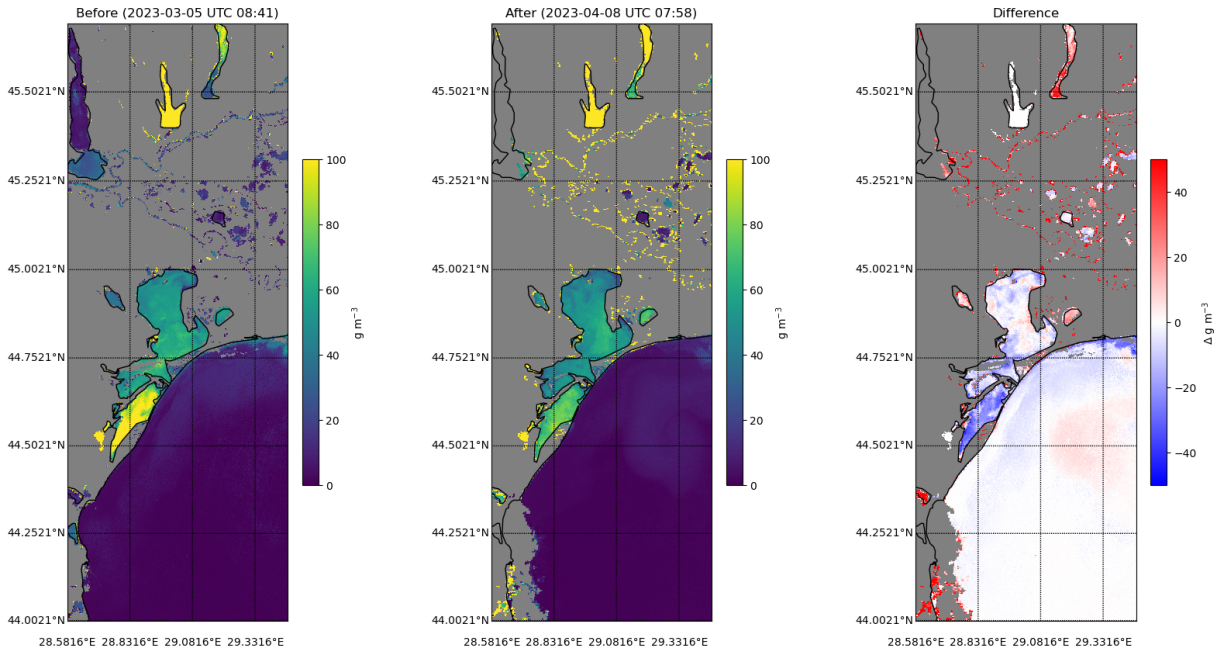 Before (2023-03-05 UTC 08:41)
After (2023-04-08 UTC 07:58)
Difference
45.5021°N
45.2521°N
45.0021°N
44.7521°N
44.5021°N
44.2521°N
44.0021°N
28.5816°E 28.8316°E 29.0816°E 29.3316°E
100
80
60
40
20
0
g m⁻³
45.5021°N
45.2521°N
45.0021°N
44.7521°N
44.5021°N
44.2521°N
44.0021°N
28.5816°E 28.8316°E 29.0816°E 29.3316°E
100
80
60
40
20
0
g m⁻³
45.5021°N
45.2521°N
45.0021°N
44.7521°N
44.5021°N
44.2521°N
44.0021°N
28.5816°E 28.8316°E 29.0816°E 29.3316°E
40
20
0
−20
−40
Δ g m⁻³